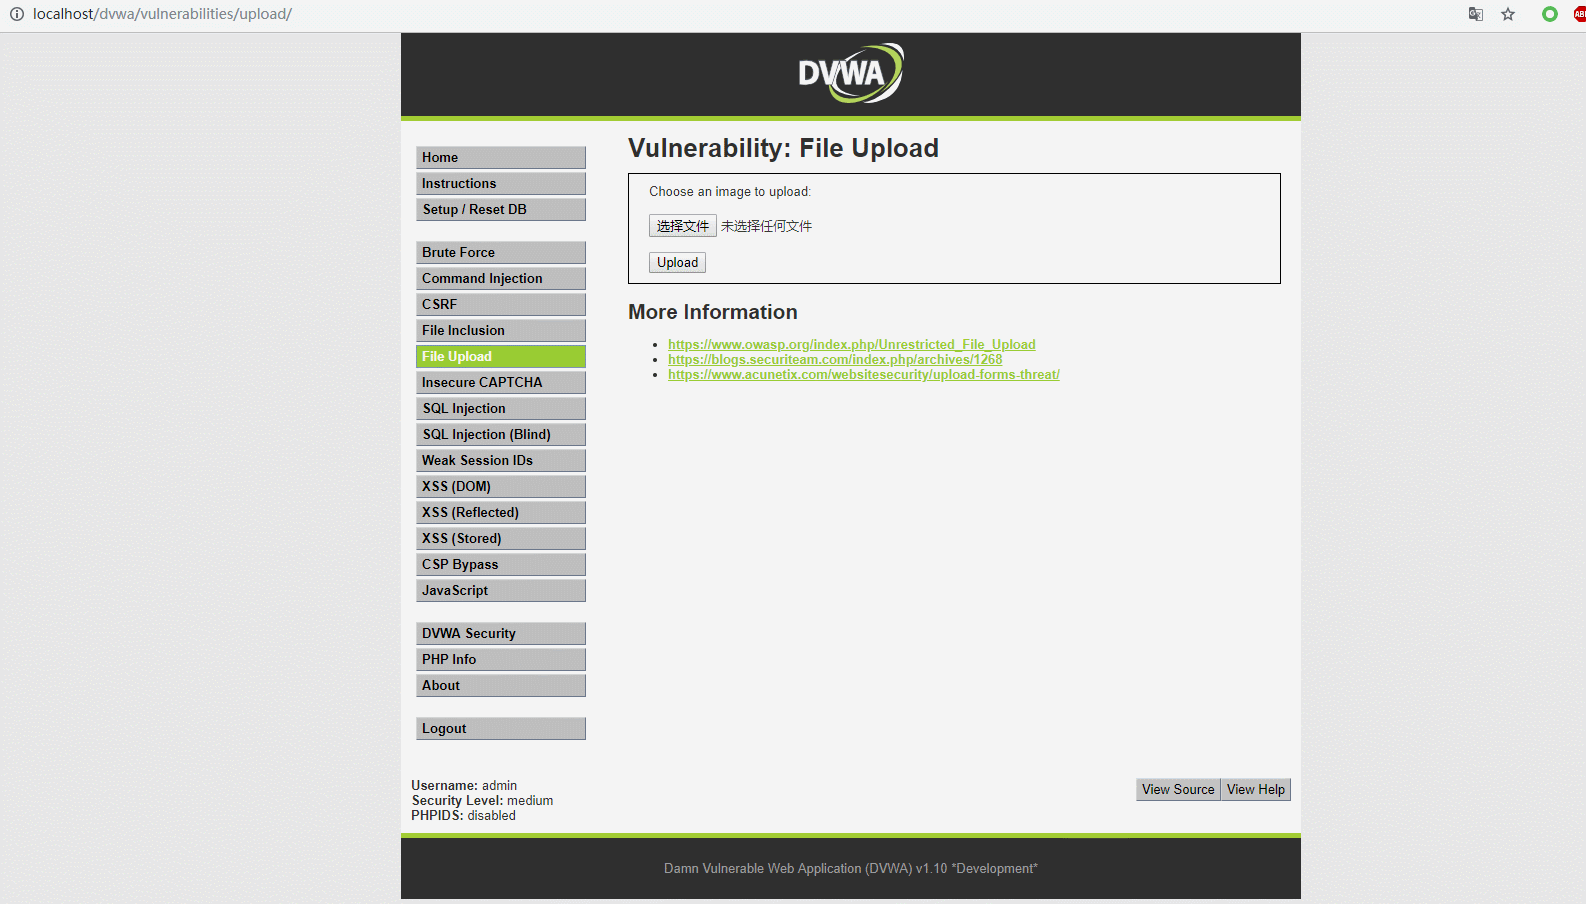 localhost/dvwa/vulnerabilities/upload/
DVWA
Home
Instructions
Setup / Reset DB
Brute Force
Command Injection
CSRF
File Inclusion
File Upload
Insecure CAPTCHA
SQL Injection
SQL Injection (Blind)
Weak Session IDs
XSS (DOM)
XSS (Reflected)
XSS (Stored)
CSP Bypass
JavaScript
DVWA Security
PHP Info
About
Logout
Vulnerability: File Upload
Choose an image to upload:
选择文件 未选择任何文件
Upload
More Information
https://www.owasp.org/index.php/Unrestricted_File_Upload
https://blogs.securiteam.com/index.php/archives/1268
https://www.acunetix.com/websitesecurity/upload-forms-threat/
Username: admin
Security Level: medium
PHPIDS: disabled
View Source View Help
Damn Vulnerable Web Application (DVWA) v1.10 *Development*